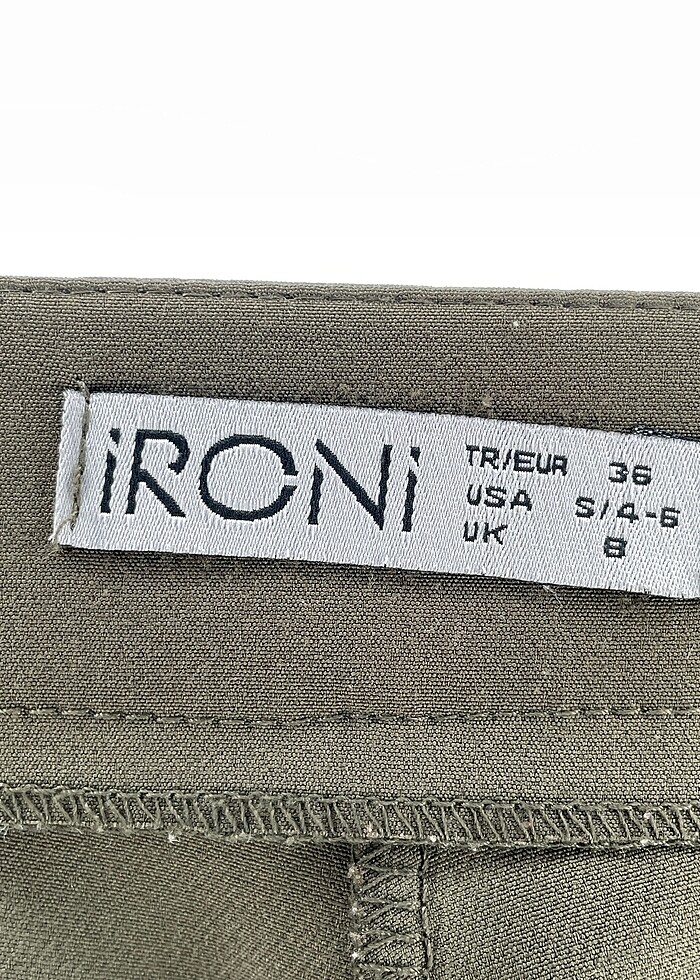 iRONi
TR/EUR 36
USA S/4-6
UK 8